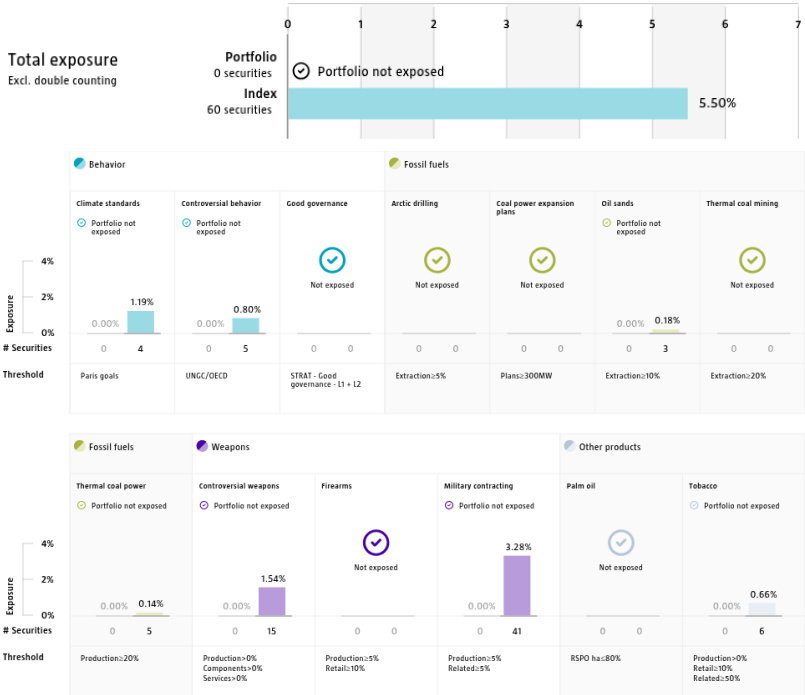 0 1 2 3 4 5 6 7
Total exposure
Excl. double counting
Portfolio
0 securities
Portfolio not exposed
Index
60 securities
5.50%
Behavior
Fossil fuels
Climate standards
Controversial behavior
Good governance
Arctic drilling
Coal power expansion
plans
Oil sands
Thermal coal mining
Portfolio not
exposed
Portfolio not
exposed
Portfolio not
exposed
Not exposed
Not exposed
Not exposed
Not exposed
Exposure
4%
2%
0%
0.00% 1.19%
0.00% 0.80%
0.00% 0.18%
# Securities
0 4 0 5 0 0 0 0 0 0 0 3 0 0
Threshold
Paris goals
UNGC/OECD
STRAT - Good
governance - L1 + L2
Extraction≥5%
Plans≥300MW
Extraction≥10%
Extraction≥20%
Fossil fuels
Weapons
Other products
Thermal coal power
Controversial weapons
Firearms
Military contracting
Palm oil
Tobacco
Portfolio not exposed
Portfolio not exposed
Portfolio not exposed
Portfolio not exposed
Not exposed
Not exposed
Exposure
4%
2%
0%
0.00% 0.14%
0.00% 1.54%
3.28%
0.00%
0.00% 0.66%
# Securities
0 5 0 15 0 0 0 41 0 0 0 6
Threshold
Production≥20%
Production>0%
Components>0%
Services>0%
Production≥5%
Retail≥10%
Production≥5%
Related≥5%
RSPO ha≤80%
Production>0%
Retail≥10%
Related≥50%